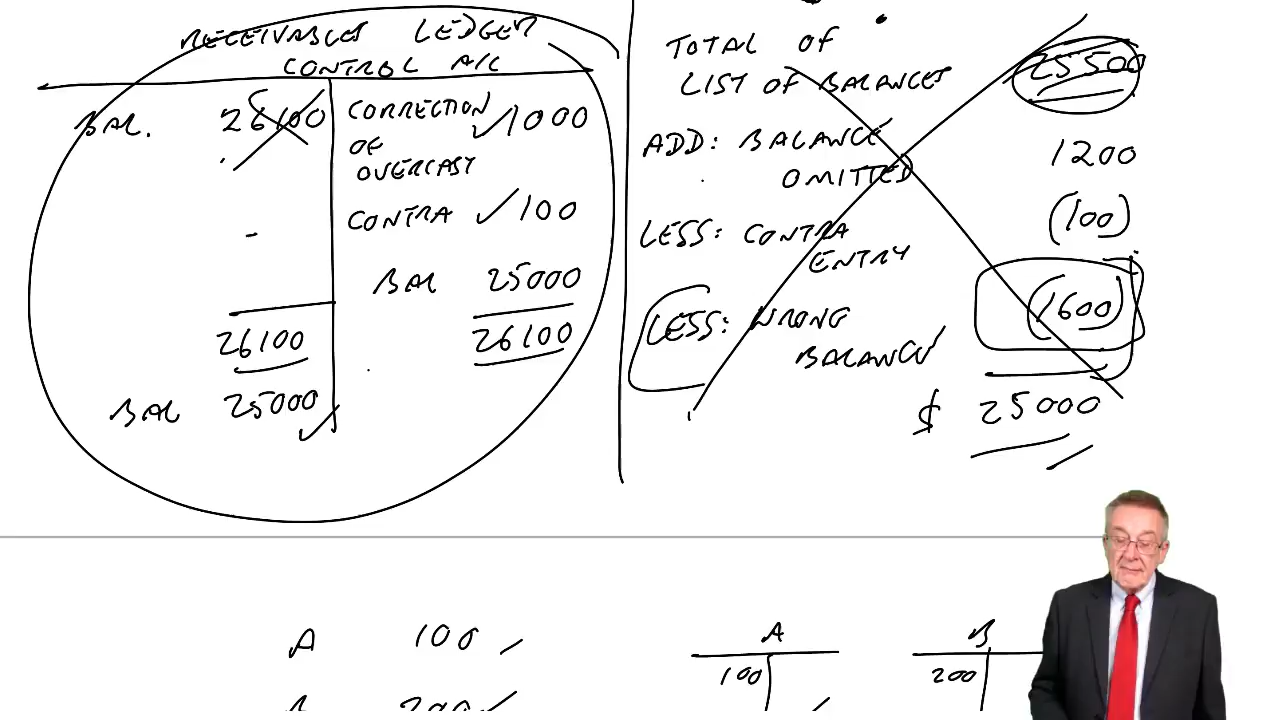 RECEIVABLES LEDGER
CONTROL A/C
BAL. 26100
CORRECTION 1000
OF
OVERCAST
CONTRA 100
BAL 25000
26100 26100
BAL 25000
TOTAL OF
LIST OF BALANCES 25500
ADD: BALANCE
OMITTED 1200
LESS: CONTRA
ENTRY (100)
LESS: WRONG
BALANCE (1600)
$ 25000
A 100
B 200
A
100
B
200